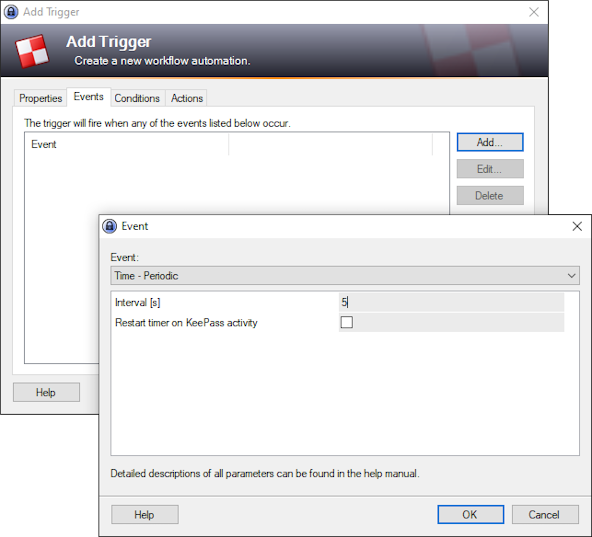 Add Trigger
Add Trigger
Create a new workflow automation.
Properties Events Conditions Actions
The trigger will fire when any of the events listed below occur.
Event
Add...
Edit...
Delete
Help
Event
Event:
Time - Periodic
Interval [s] 5
Restart timer on KeePass activity
Detailed descriptions of all parameters can be found in the help manual.
Help OK Cancel